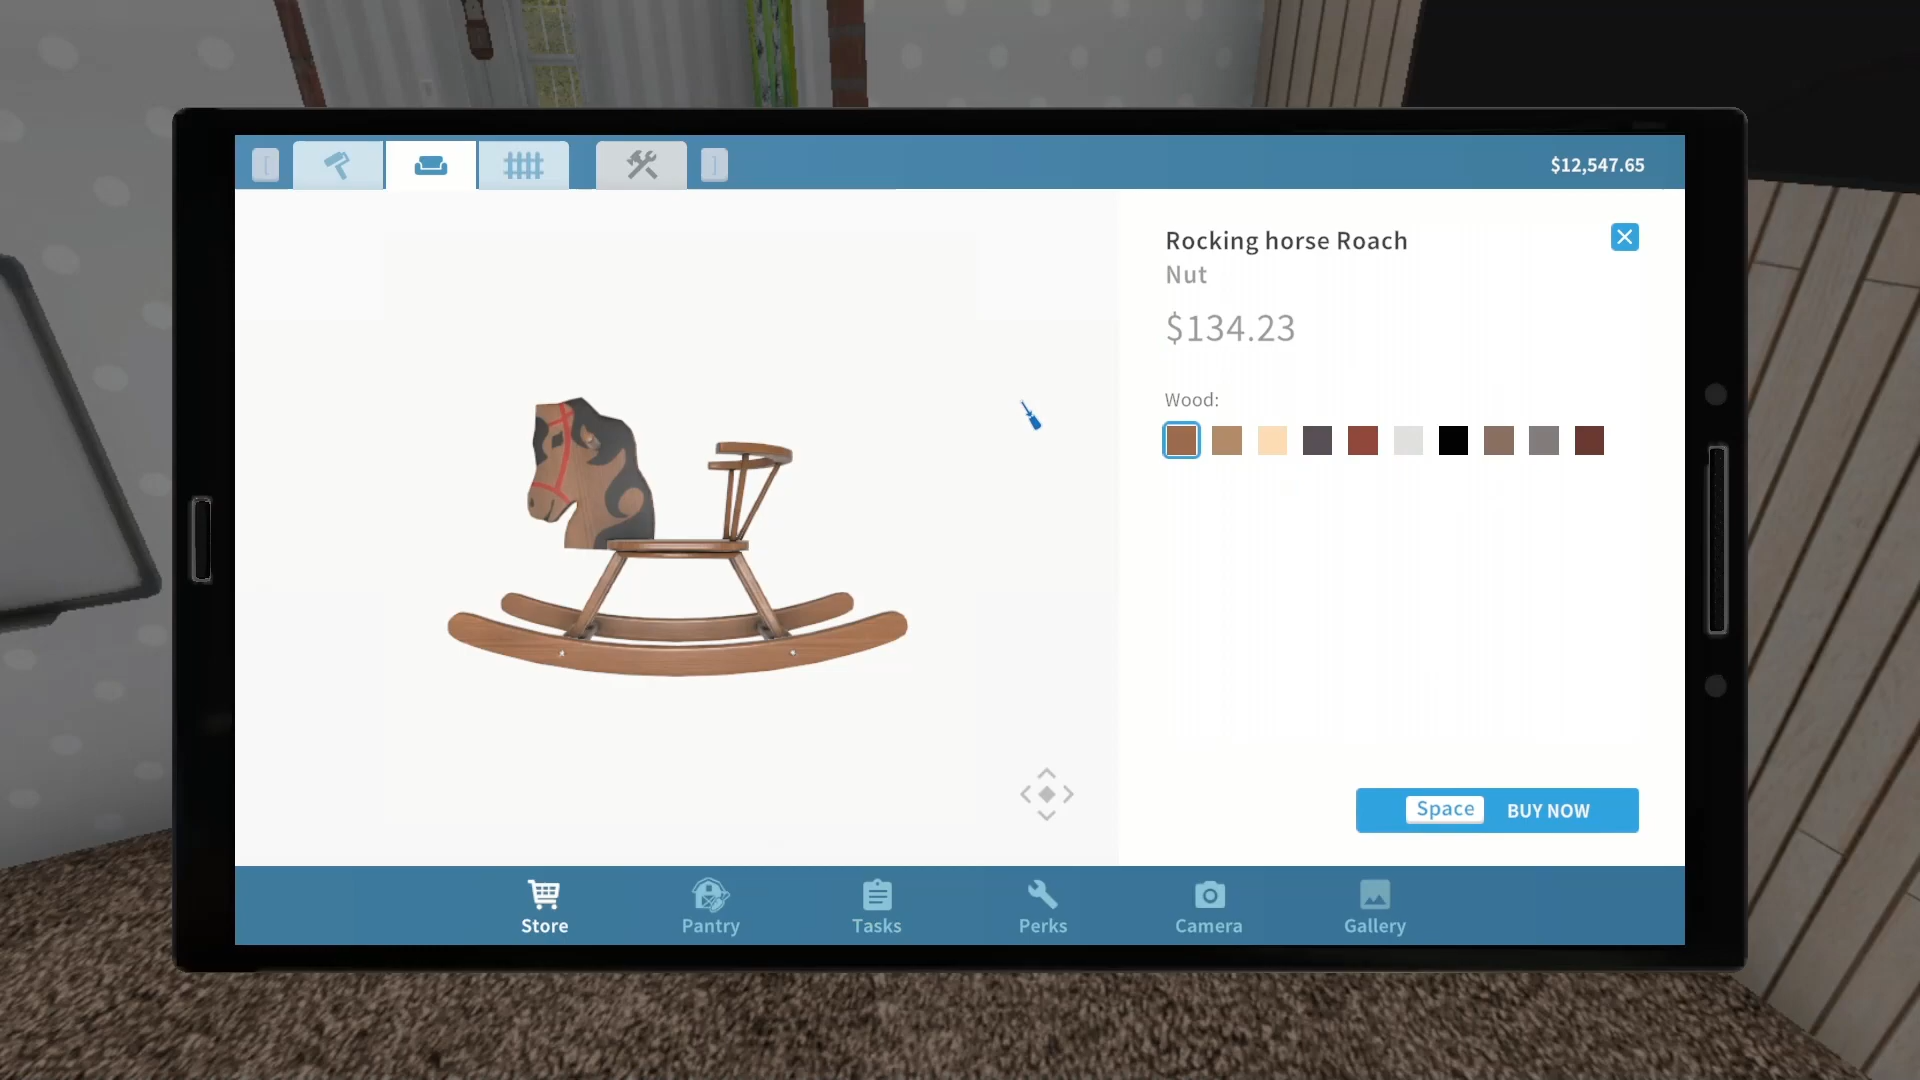 [
]
$12,547.65
Rocking horse Roach
Nut
$134.23
Wood:
Space BUY NOW
Store
Pantry
Tasks
Perks
Camera
Gallery